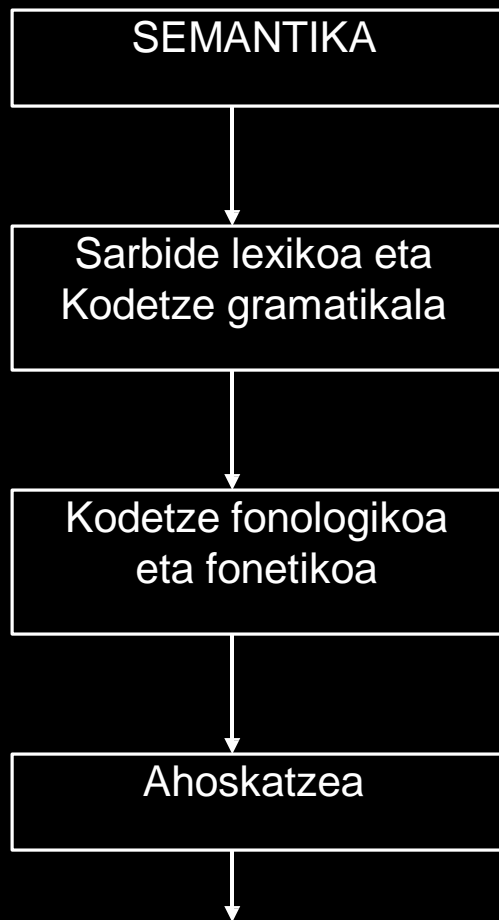 SEMANTIKA
Sarbide lexikoa eta
Kodetze gramatikala
Kodetze fonologikoa
eta fonetikoa
Ahoskatzea